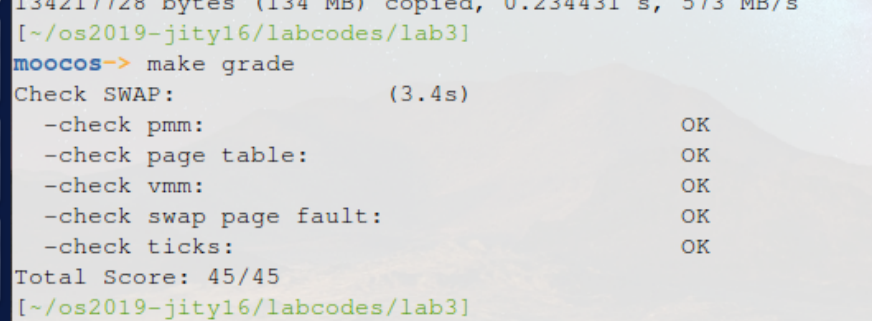 134217728 bytes (134 MB) copied, 0.234431 s, 573 MB/s
[~/os2019-jity16/labcodes/lab3]
moocos-> make grade
Check SWAP:              (3.4s)
  -check pmm:                              OK
  -check page table:                       OK
  -check vmm:                              OK
  -check swap page fault:                  OK
  -check ticks:                            OK
Total Score: 45/45
[~/os2019-jity16/labcodes/lab3]